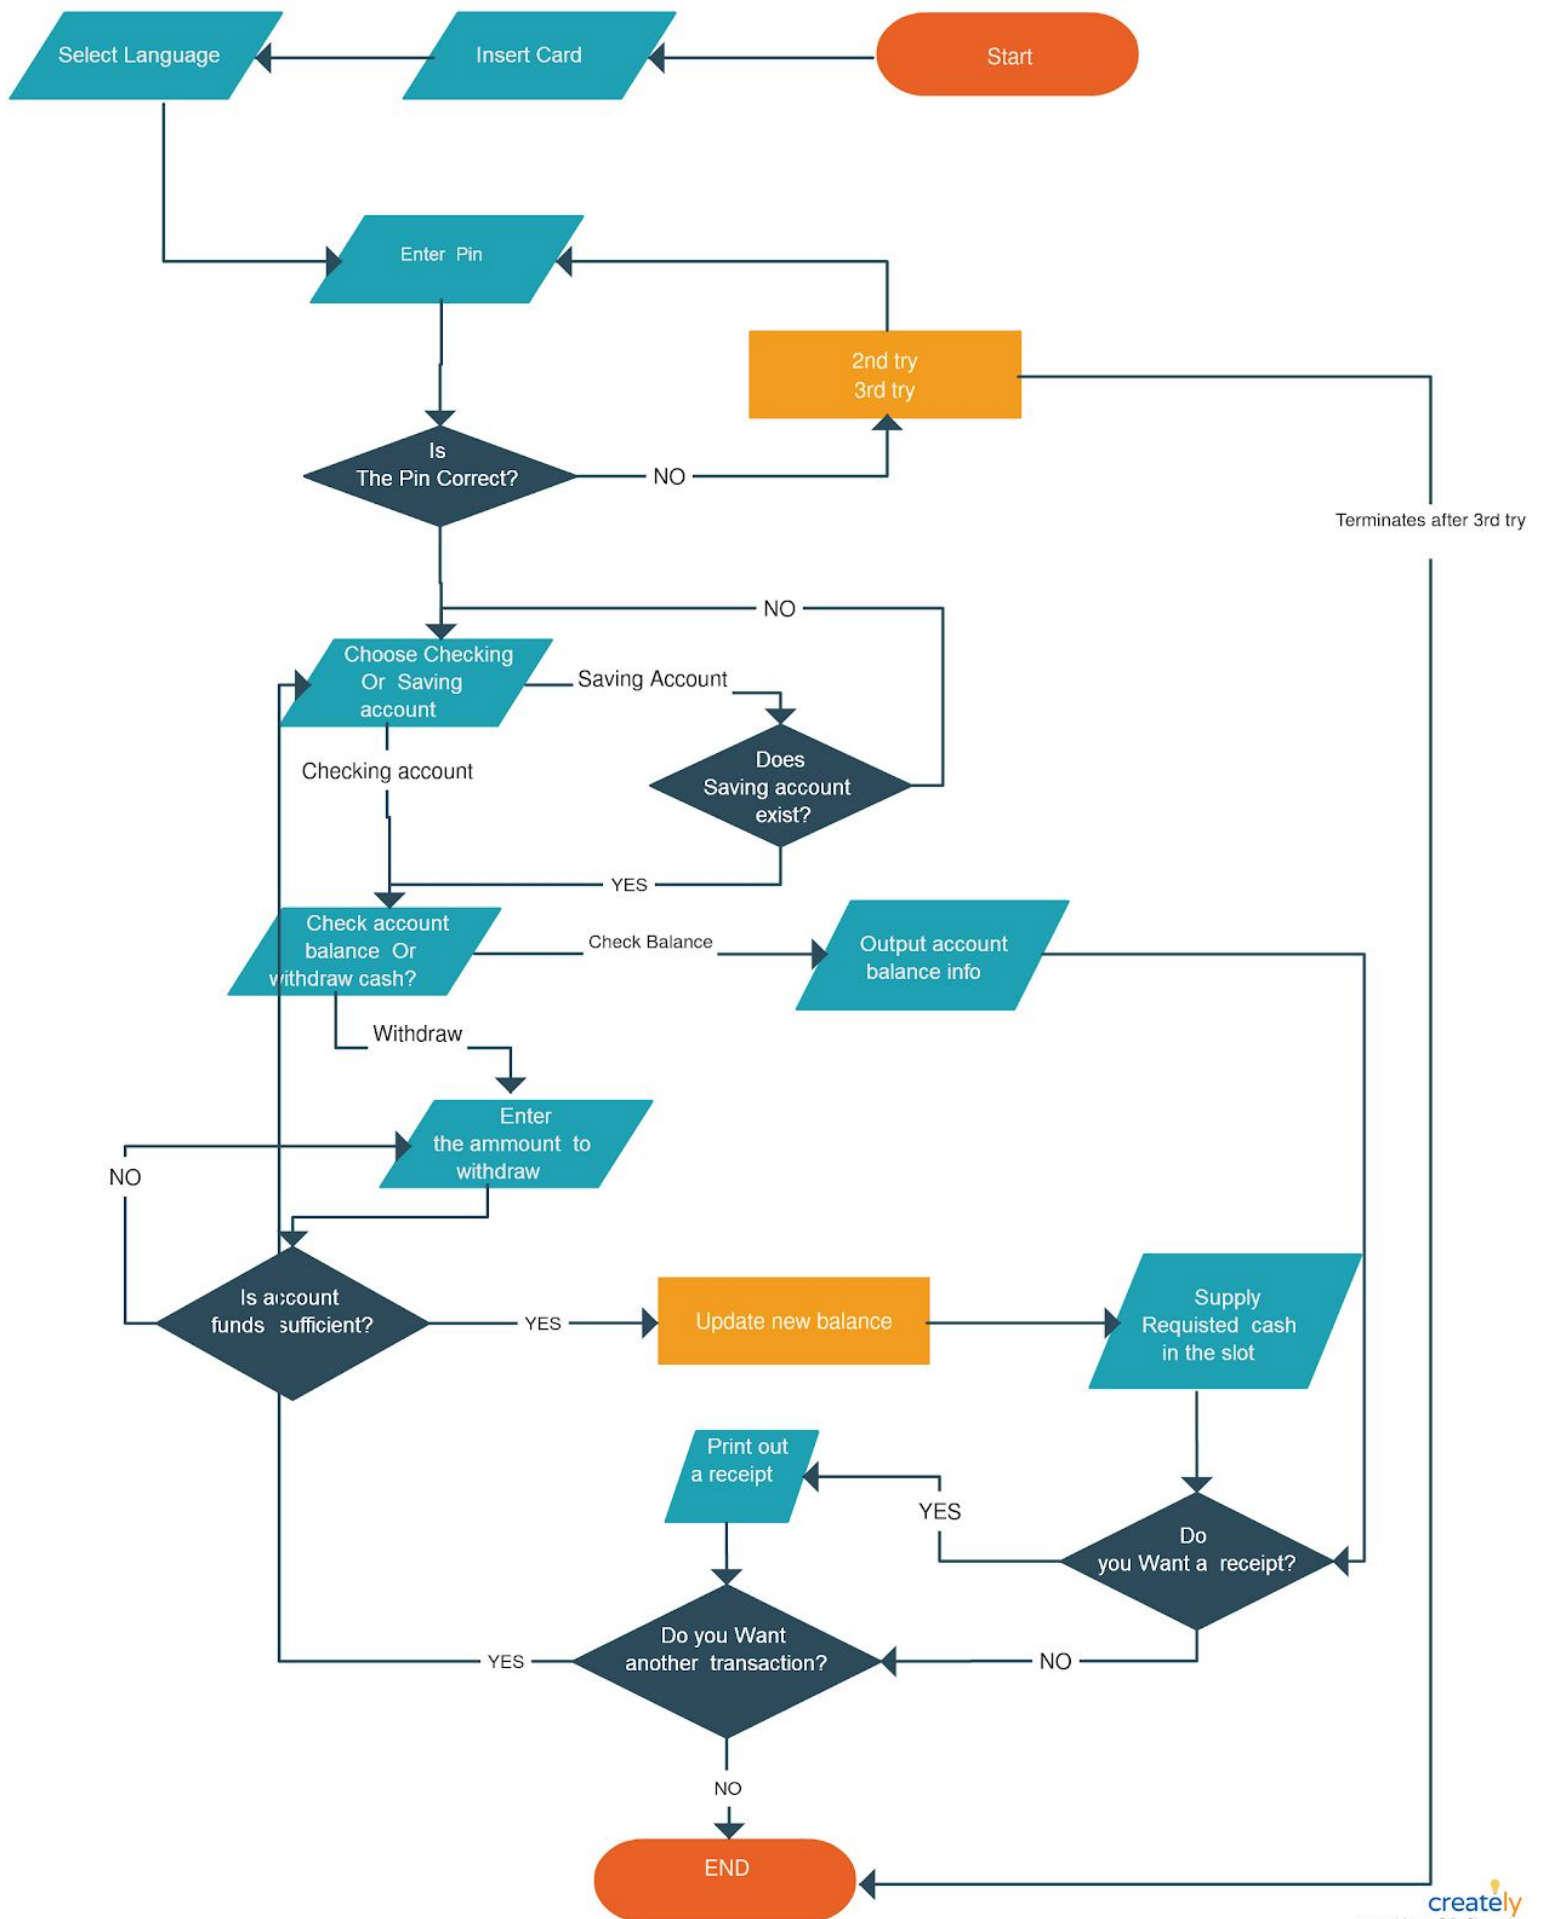 Select Language
Insert Card
Start
Enter Pin
2nd try
3rd try
Is
The Pin Correct?
NO
Terminates after 3rd try
NO
Choose Checking
Or Saving
account
Saving Account
Does
Saving account
exist?
Checking account
YES
Check account
balance Or
withdraw cash?
Check Balance
Output account
balance info
Withdraw
Enter
the ammount to
withdraw
NO
Is account
funds sufficient?
YES
Update new balance
Supply
Requisted cash
in the slot
Print out
a receipt
YES
Do
you Want a receipt?
Do you Want
another transaction?
YES
NO
NO
END
creately